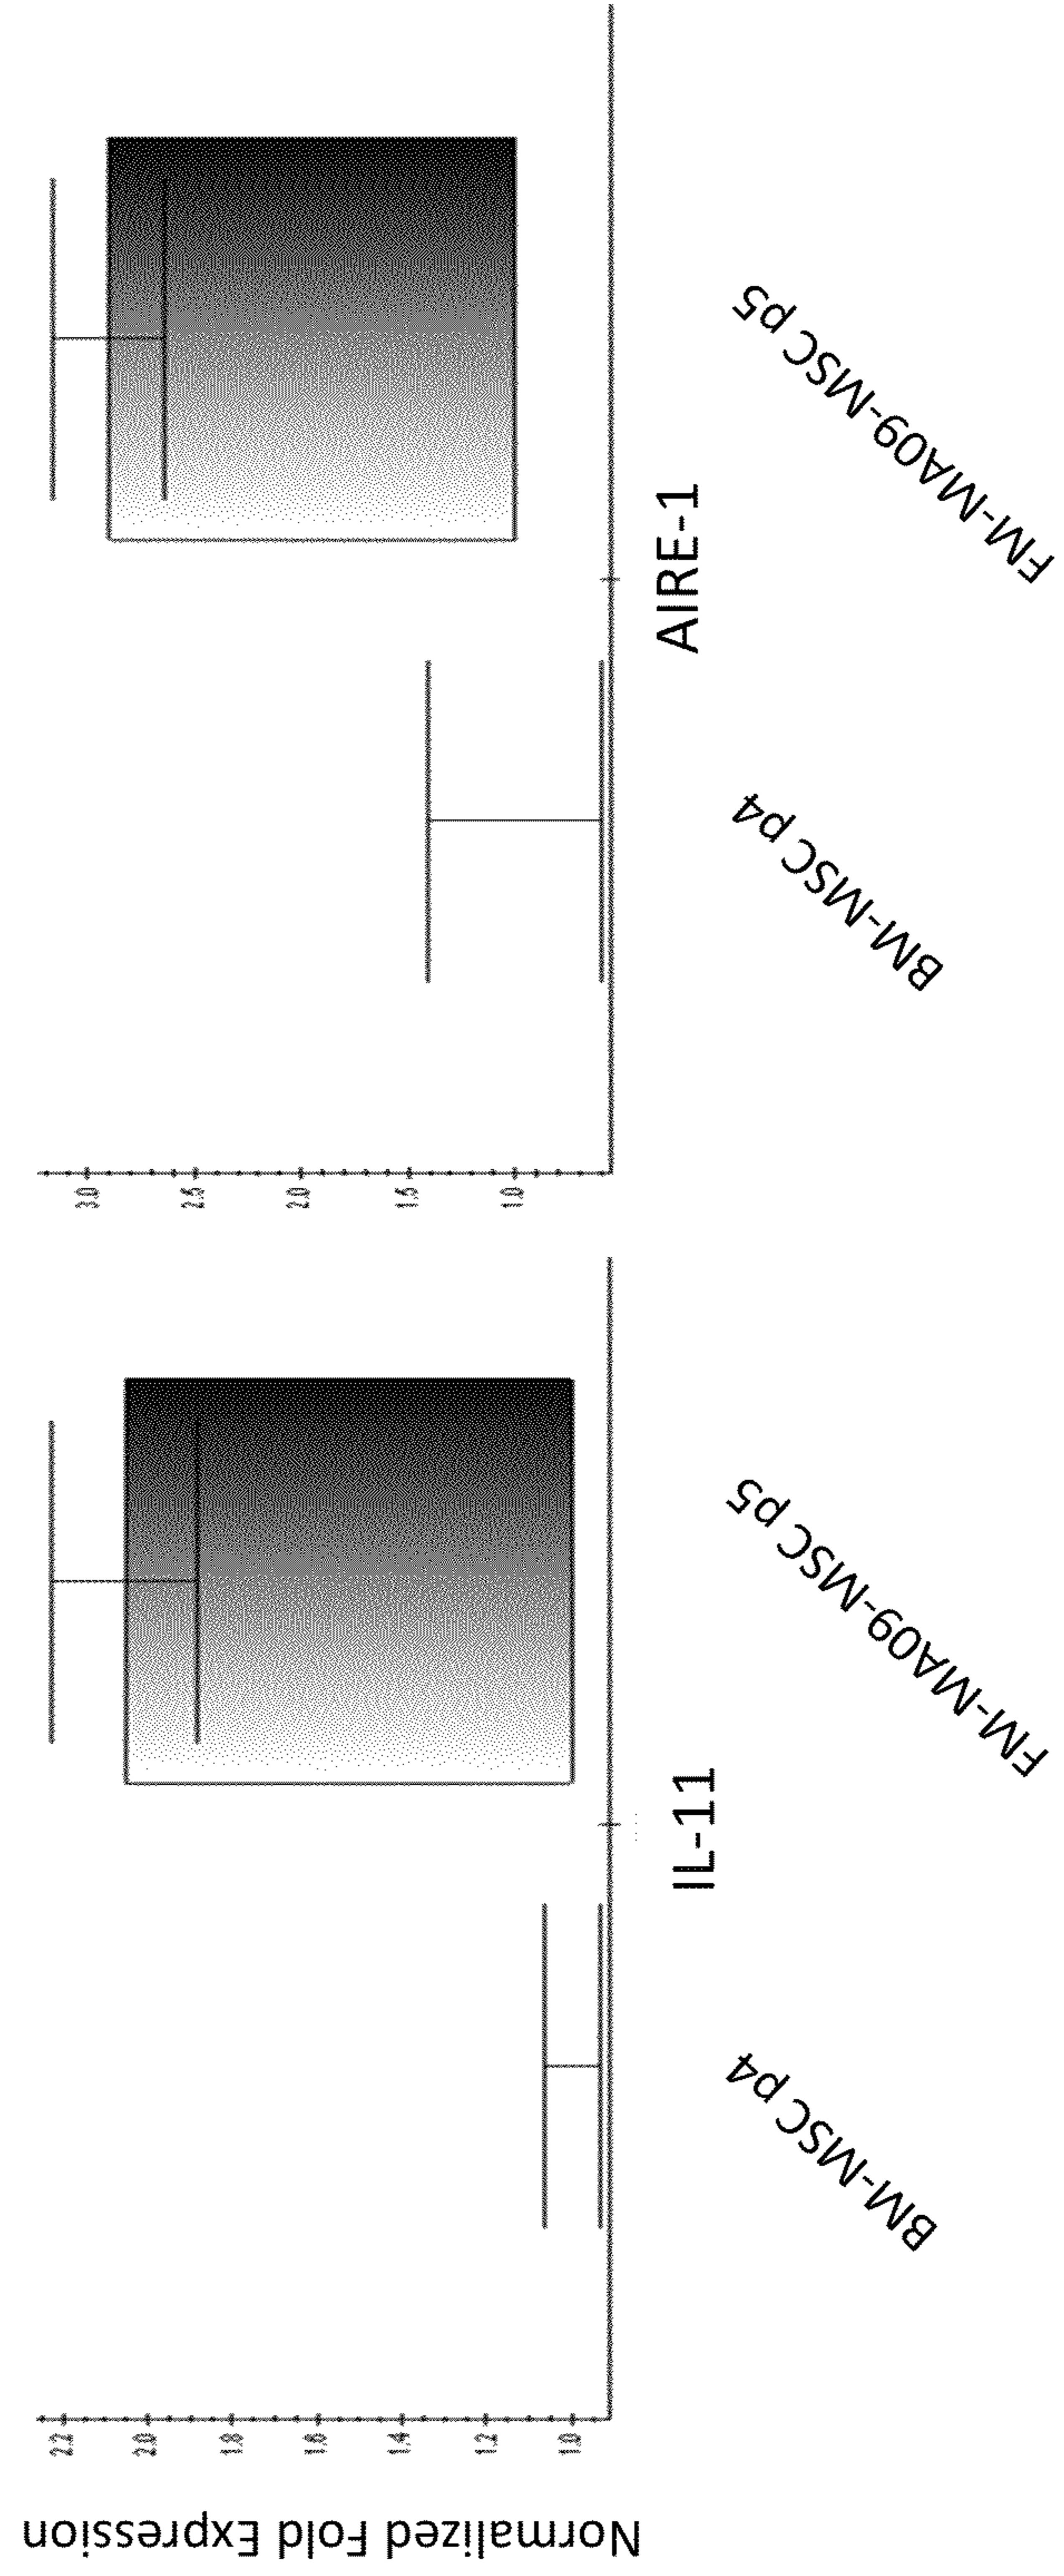 Normalized Fold Expression
2.2
2.0
1.8
1.6
1.4
1.2
1.0
BM-MSC p4
FM-MA09-MSC p5
IL-11
3.0
2.5
2.0
1.5
1.0
BM-MSC p4
FM-MA09-MSC p5
AIRE-1